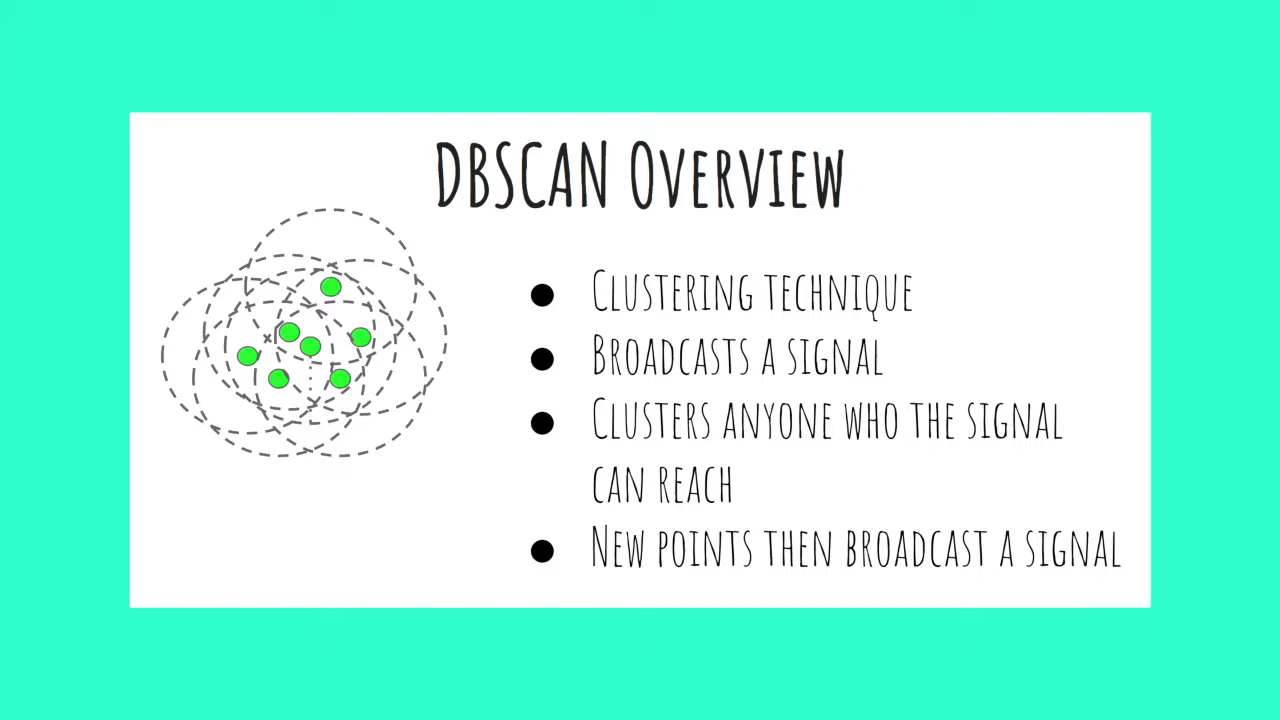 DBSCAN Overview
● Clustering technique
● Broadcasts a signal
● Clusters anyone who the signal
can reach
● New points then broadcast a signal